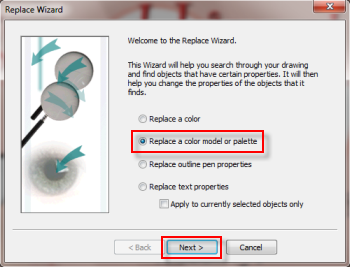 Replace Wizard
Welcome to the Replace Wizard.
This Wizard will help you search through your drawing
and find objects that have certain properties. It will then
help you change the properties of the objects that it
finds.
Replace a color
Replace a color model or palette
Replace outline pen properties
Replace text properties
Apply to currently selected objects only
< Back
Next >
Cancel